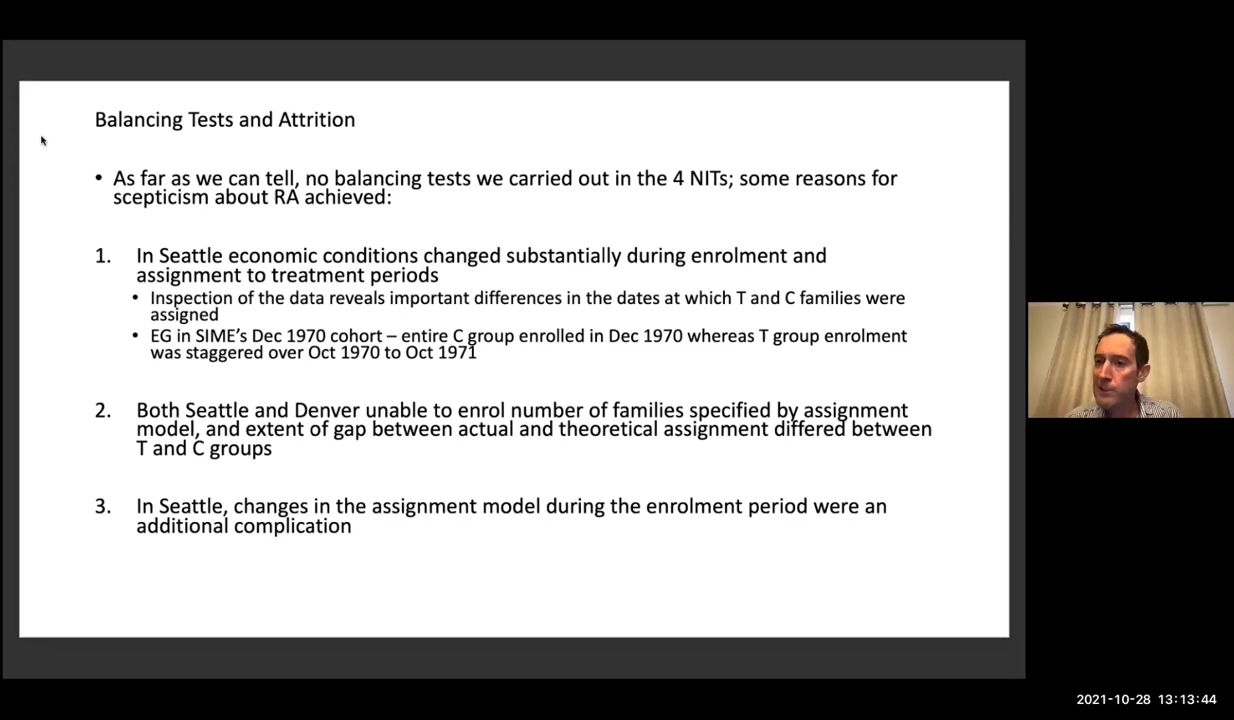 Balancing Tests and Attrition
• As far as we can tell, no balancing tests we carried out in the 4 NITs; some reasons for
scepticism about RA achieved:
1. In Seattle economic conditions changed substantially during enrolment and
assignment to treatment periods
• Inspection of the data reveals important differences in the dates at which T and C families were
assigned
• EG in SIME's Dec 1970 cohort – entire C group enrolled in Dec 1970 whereas T group enrolment
was staggered over Oct 1970 to Oct 1971
2. Both Seattle and Denver unable to enrol number of families specified by assignment
model, and extent of gap between actual and theoretical assignment differed between
T and C groups
3. In Seattle, changes in the assignment model during the enrolment period were an
additional complication
2021-10-28 13:13:44